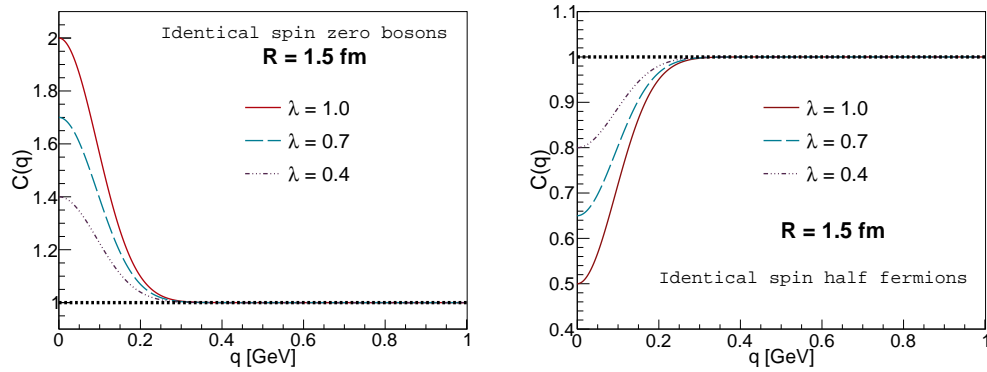 Identical spin zero bosons
R = 1.5 fm
λ = 1.0
λ = 0.7
λ = 0.4
C(q)
2
1.8
1.6
1.4
1.2
1
0 0.2 0.4 0.6 0.8 1
q [GeV]
1.1
1
0.9
0.8
0.7
0.6
0.5
0.4
C(q)
λ = 1.0
λ = 0.7
λ = 0.4
R = 1.5 fm
Identical spin half fermions
0 0.2 0.4 0.6 0.8 1
q [GeV]